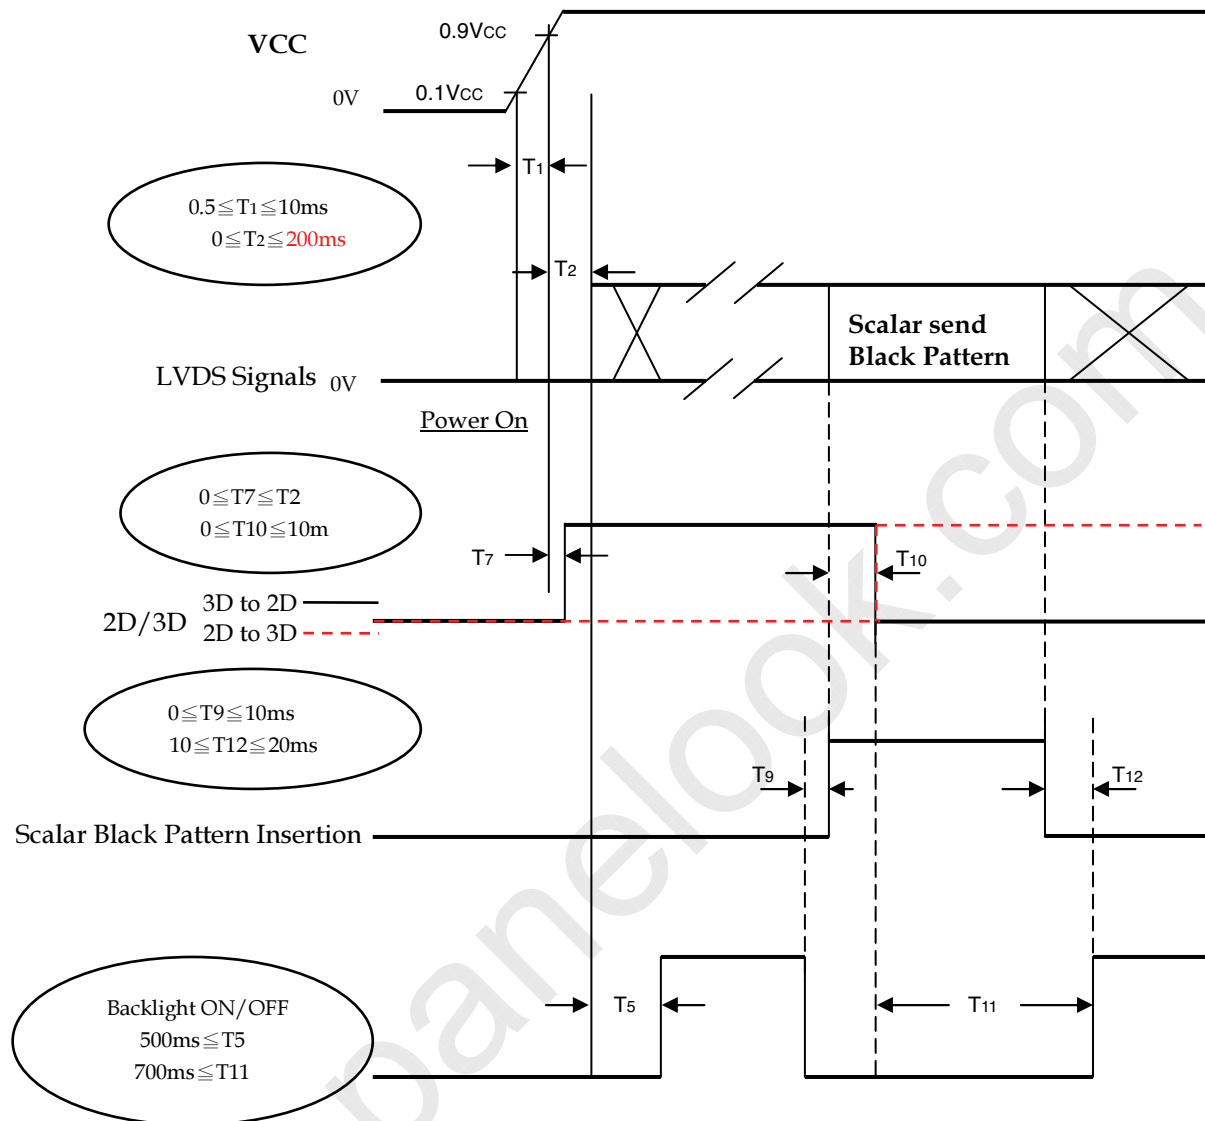 0.9VCC
VCC
0.1VCC
0V
T1
0.5≦T1≦10ms
0≦T2≦200ms
T2
Scalar send
Black Pattern
LVDS Signals 0V
Power On
0≦T7≦T2
0≦T10≦10m
T7
T10
3D to 2D
2D/3D
2D to 3D
0≦T9≦10ms
10≦T12≦20ms
T9
T12
Scalar Black Pattern Insertion
Backlight ON/OFF
500ms≦T5
700ms≦T11
T5
T11
panelook.com